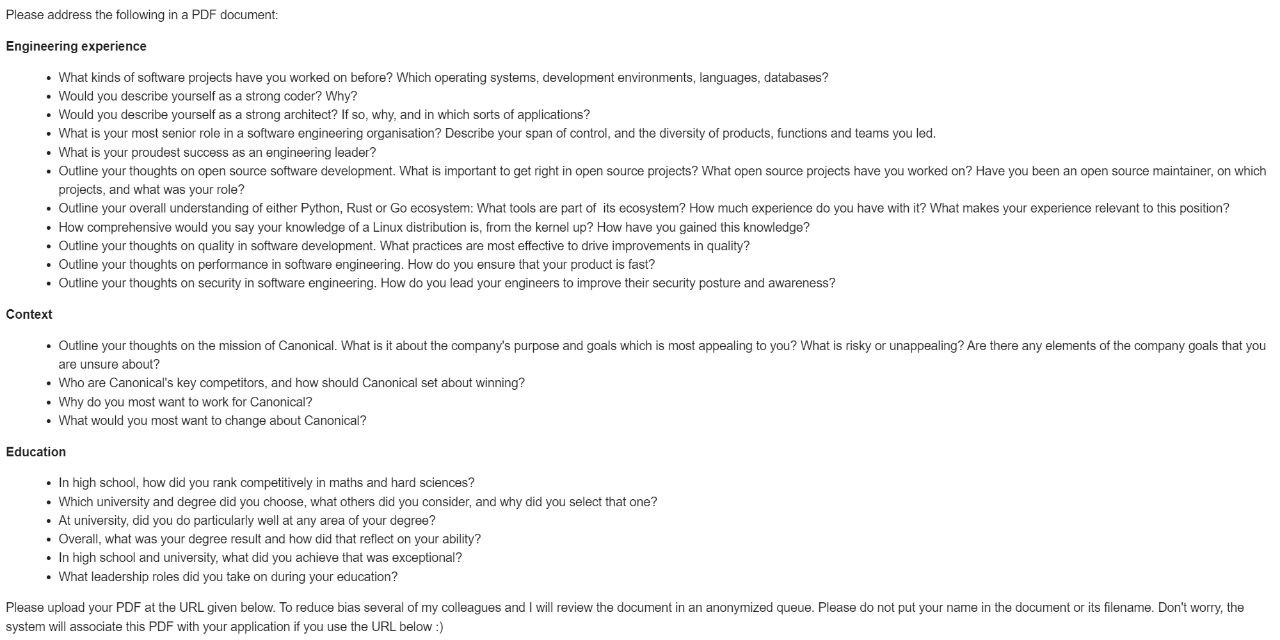 Please address the following in a PDF document:
Engineering experience
• What kinds of software projects have you worked on before? Which operating systems, development environments, languages, databases?
• Would you describe yourself as a strong coder? Why?
• Would you describe yourself as a strong architect? If so, why, and in which sorts of applications?
• What is your most senior role in a software engineering organisation? Describe your span of control, and the diversity of products, functions and teams you led.
• What is your proudest success as an engineering leader?
• Outline your thoughts on open source software development. What is important to get right in open source projects? What open source projects have you worked on? Have you been an open source maintainer, on which
projects, and what was your role?
• Outline your overall understanding of either Python, Rust or Go ecosystem: What tools are part of  its ecosystem? How much experience do you have with it? What makes your experience relevant to this position?
• How comprehensive would you say your knowledge of a Linux distribution is, from the kernel up? How have you gained this knowledge?
• Outline your thoughts on quality in software development. What practices are most effective to drive improvements in quality?
• Outline your thoughts on performance in software engineering. How do you ensure that your product is fast?
• Outline your thoughts on security in software engineering. How do you lead your engineers to improve their security posture and awareness?
Context
• Outline your thoughts on the mission of Canonical. What is it about the company's purpose and goals which is most appealing to you? What is risky or unappealing? Are there any elements of the company goals that you
are unsure about?
• Who are Canonical's key competitors, and how should Canonical set about winning?
• Why do you most want to work for Canonical?
• What would you most want to change about Canonical?
Education
• In high school, how did you rank competitively in maths and hard sciences?
• Which university and degree did you choose, what others did you consider, and why did you select that one?
• At university, did you do particularly well at any area of your degree?
• Overall, what was your degree result and how did that reflect on your ability?
• In high school and university, what did you achieve that was exceptional?
• What leadership roles did you take on during your education?
Please upload your PDF at the URL given below. To reduce bias several of my colleagues and I will review the document in an anonymized queue. Please do not put your name in the document or its filename. Don't worry, the
system will associate this PDF with your application if you use the URL below :)